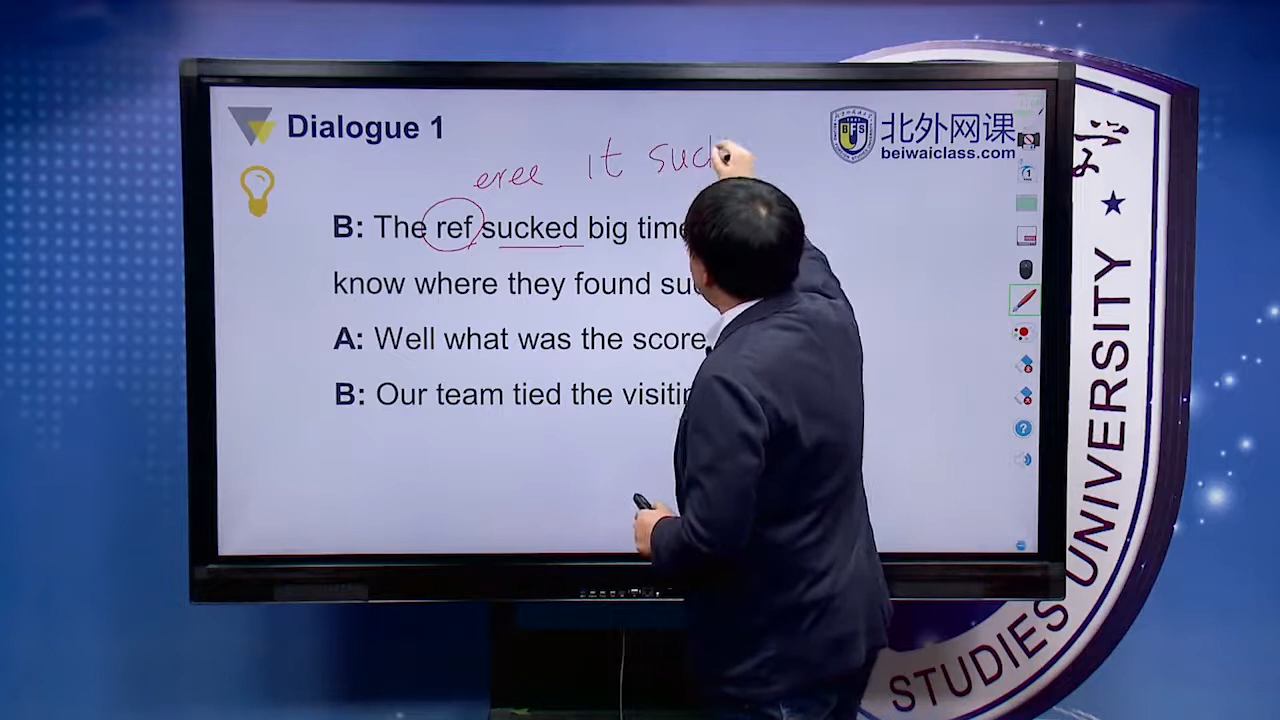 Dialogue 1
北外网课
beiwaiclass.com
eree it suc
B: The ref sucked big time
know where they found su
A: Well what was the score
B: Our team tied the visitin
STUDIES UNIVERSITY